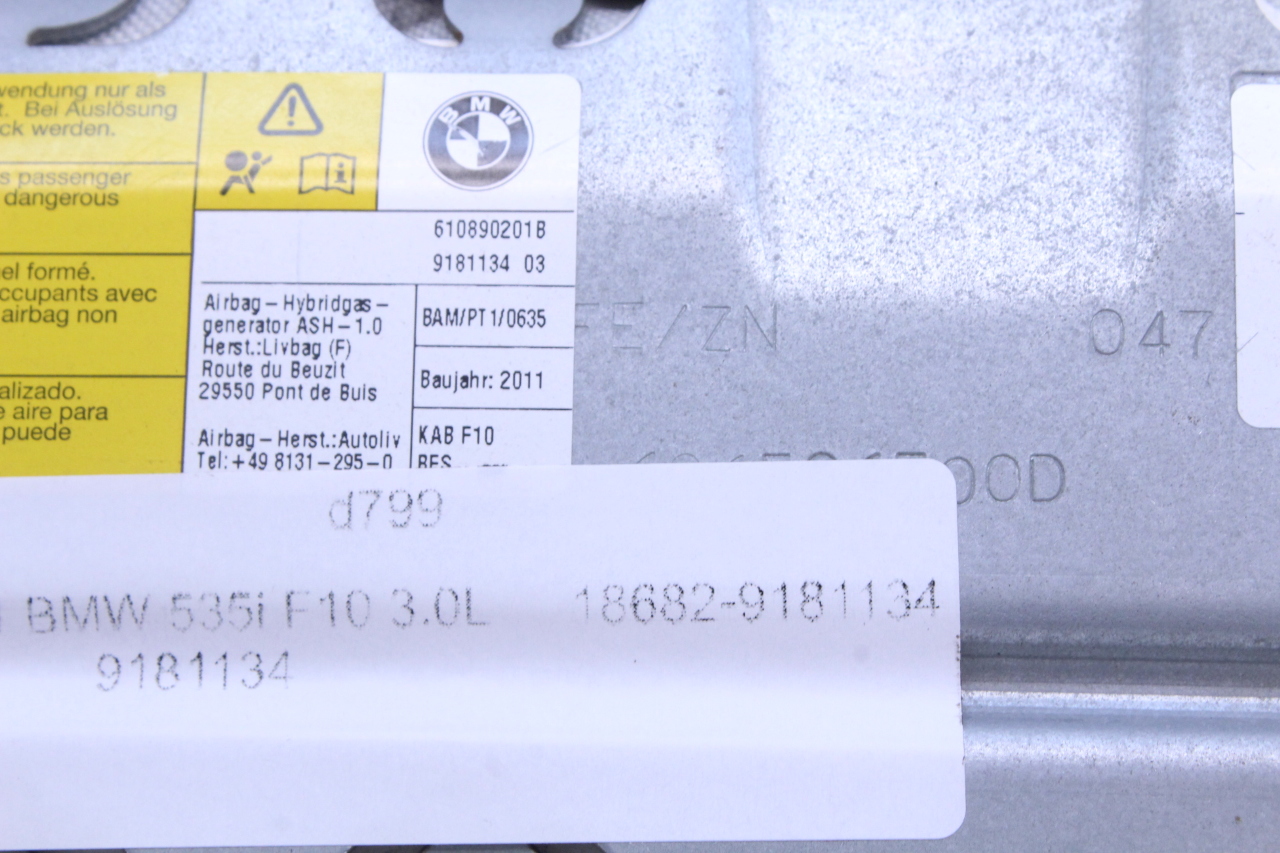 wendung nur als
t. Bei Auslösung
ck werden.
s passenger
dangerous
el formé.
ccupants avec
airbag non
alizado.
e aire para
puede
BMW
610890201B
9181134 03
Airbag-Hybridgas-
generator ASH-1.0
Herst.:Livbag (F)
Route du Beuzit
29550 Pont de Buis
Airbag-Herst.:Autoliv
Tel:+49 8131-295-0
BAM/PT1/0635
Baujahr: 2011
KAB F10
FE/ZN
047
00D
d799
BMW 535i F10 3.0L 18682-9181134
9181134